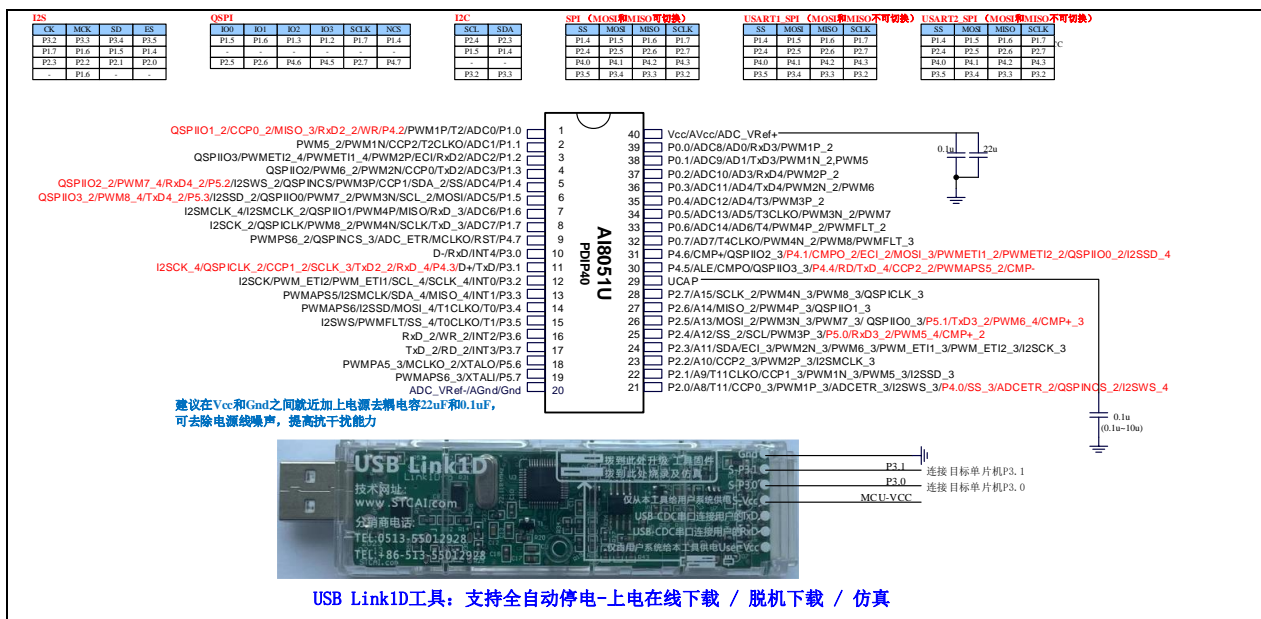 I2S
CK MCK SD ES
P3.2 P3.3 P3.4 P3.5
P1.7 P1.6 P1.5 P1.4
P2.3 P2.2 P2.1 P2.0
- P1.6 - -
QSPI
IO0 IO1 IO2 IO3 SCLK NCS
P1.5 P1.6 P1.3 P1.2 P1.7 P1.4
- - - - - -
P2.5 P2.6 P4.6 P4.5 P2.7 P4.7
I2C
SCL SDA
P2.4 P2.3
P1.5 P1.4
- -
P3.2 P3.3
SPI (MOSI和MISO可切换)
SS MOSI MISO SCLK
P1.4 P1.5 P1.6 P1.7
P2.4 P2.5 P2.6 P2.7
P4.0 P4.1 P4.2 P4.3
P3.5 P3.4 P3.3 P3.2
USART1_SPI (MOSI和MISO不可切换)
SS MOSI MISO SCLK
P1.4 P1.5 P1.6 P1.7
P2.4 P2.5 P2.6 P2.7
P4.0 P4.1 P4.2 P4.3
P3.5 P3.4 P3.3 P3.2
USART2_SPI (MOSI和MISO不可切换)
SS MOSI MISO SCLK
P1.4 P1.5 P1.6 P1.7
P2.4 P2.5 P2.6 P2.7
P4.0 P4.1 P4.2 P4.3
P3.5 P3.4 P3.3 P3.2
QSPIIO1_2/CCP0_2/MISO_3/RxD2_2/WR/P4.2/PWM1P/T2/ADC0/P1.0 1
PWM5_2/PWM1N/CCP2/T2CLKO/ADC1/P1.1 2
QSPIIO3/PWMETI2_4/PWMETI1_4/PWM2P/ECI/RxD2/ADC2/P1.2 3
QSPIIO2/PWM6_2/PWM2N/CCP0/TxD2/ADC3/P1.3 4
QSPIIO2_2/PWM7_4/RxD4_2/P5.2/I2SWS_2/QSPINCS/PWM3P/CCP1/SDA_2/SS/ADC4/P1.4 5
QSPIIO3_2/PWM8_4/TxD4_2/P5.3/I2SSD_2/QSPIIO0/PWM7_2/PWM3N/SCL_2/MOSI/ADC5/P1.5 6
I2SMCLK_4/I2SMCLK_2/QSPIIO1/PWM4P/MISO/RxD_3/ADC6/P1.6 7
I2SCK_2/QSPICLK/PWM8_2/PWM4N/SCLK/TxD_3/ADC7/P1.7 8
PWMPS6_2/QSPINCS_3/ADC_ETR/MCLKO/RST/P4.7 9
D-/RxD/INT4/P3.0 10
I2SCK_4/QSPICLK_2/CCP1_2/SCLK_3/TxD2_2/RxD_4/P4.3/D+/TxD/P3.1 11
I2SCK/PWM_ETI2/PWM_ETI1/SCL_4/SCLK_4/INT0/P3.2 12
PWMAPS5/I2SMCLK/SDA_4/MISO_4/INT1/P3.3 13
PWMAPS6/I2SSD/MOSI_4/T1CLKO/T0/P3.4 14
I2SWS/PWMFLT/SS_4/T0CLKO/T1/P3.5 15
RxD_2/WR_2/INT2/P3.6 16
TxD_2/RD_2/INT3/P3.7 17
PWMPA5_3/MCLKO_2/XTALO/P5.6 18
PWMAPS6_3/XTALI/P5.7 19
ADC_VRef-/AGnd/Gnd 20
AI8051U
PDIP40
40 Vcc/AVcc/ADC_VRef+
39 P0.0/ADC8/AD0/RxD3/PWM1P_2
38 P0.1/ADC9/AD1/TxD3/PWM1N_2,PWM5
37 P0.2/ADC10/AD3/RxD4/PWM2P_2
36 P0.3/ADC11/AD4/TxD4/PWM2N_2/PWM6
35 P0.4/ADC12/AD4/T3/PWM3P_2
34 P0.5/ADC13/AD5/T3CLKO/PWM3N_2/PWM7
33 P0.6/ADC14/AD6/T4/PWM4P_2/PWMFLT_2
32 P0.7/AD7/T4CLKO/PWM4N_2/PWM8/PWMFLT_3
31 P4.6/CMP+/QSPIIO2_3/P4.1/CMPO_2/ECI_2/MOSI_3/PWMETI1_2/PWMETI2_2/QSPIIO0_2/I2SSD_4
30 P4.5/ALE/CMPO/QSPIIO3_3/P4.4/RD/TxD_4/CCP2_2/PWMAPS5_2/CMP-
29 UCAP
28 P2.7/A15/SCLK_2/PWM4N_3/PWM8_3/QSPICLK_3
27 P2.6/A14/MISO_2/PWM4P_3/QSPIIO1_3
26 P2.5/A13/MOSI_2/PWM3N_3/PWM7_3/ QSPIIO0_3/P5.1/TxD3_2/PWM6_4/CMP+_3
25 P2.4/A12/SS_2/SCL/PWM3P_3/P5.0/RxD3_2/PWM5_4/CMP+_2
24 P2.3/A11/SDA/ECI_3/PWM2N_3/PWM6_3/PWM_ETI1_3/PWM_ETI2_3/I2SCK_3
23 P2.2/A10/CCP2_3/PWM2P_3/I2SMCLK_3
22 P2.1/A9/T11CLKO/CCP1_3/PWM1N_3/PWM5_3/I2SSD_3
21 P2.0/A8/T11/CCP0_3/PWM1P_3/ADCETR_3/I2SWS_3/P4.0/SS_3/ADCETR_2/QSPINCS_2/I2SWS_4
0.1u 22u
0.1u
(0.1u~10u)
建议在Vcc和Gnd之间就近加上电源去耦电容22uF和0.1uF，
可去除电源线噪声，提高抗干扰能力
USB Link1D
Link1D
技术网址:
www.STCAI.com
分销商电话:
TEL:0513-55012928
TEL:+86-513-55012928
STCAI.com
拨到此处升级 工具固件
拨到此处烧录及仿真
Gnd
S-P3.1
S-P3.0
仅从本工具给用户系统供电S-Vcc
USB-CDC串口连接用户的TxD
USB-CDC串口连接用户的RxD
仅由用户系统给本工具供电User-Vcc
P3.1 连接目标单片机P3.1
P3.0 连接目标单片机P3.0
MCU-VCC
USB Link1D工具: 支持全自动停电-上电在线下载 / 脱机下载 / 仿真